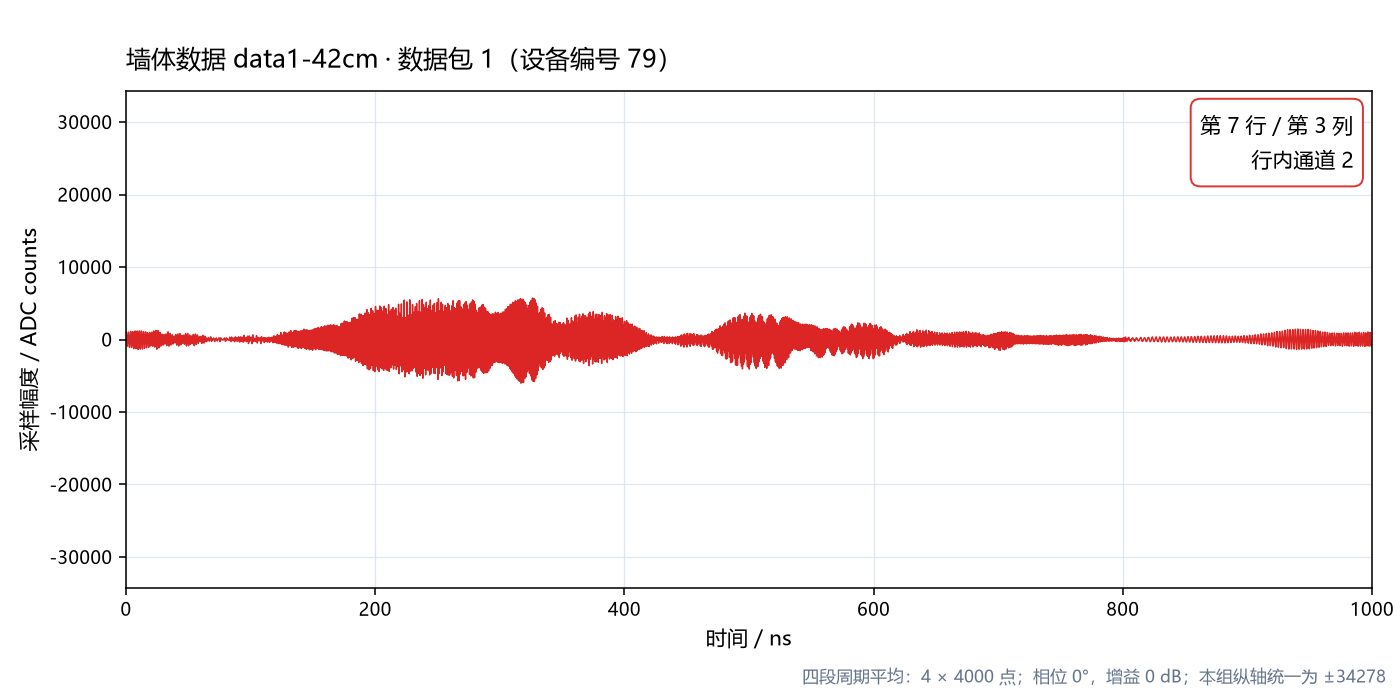 墙体数据 data1-42cm · 数据包 1（设备编号 79）
第 7 行 / 第 3 列
行内通道 2
采样幅度 / ADC counts
30000
20000
10000
0
-10000
-20000
-30000
0
200
400
600
800
1000
时间 / ns
四段周期平均：4 × 4000 点；相位 0°，增益 0 dB；本组纵轴统一为 ±34278